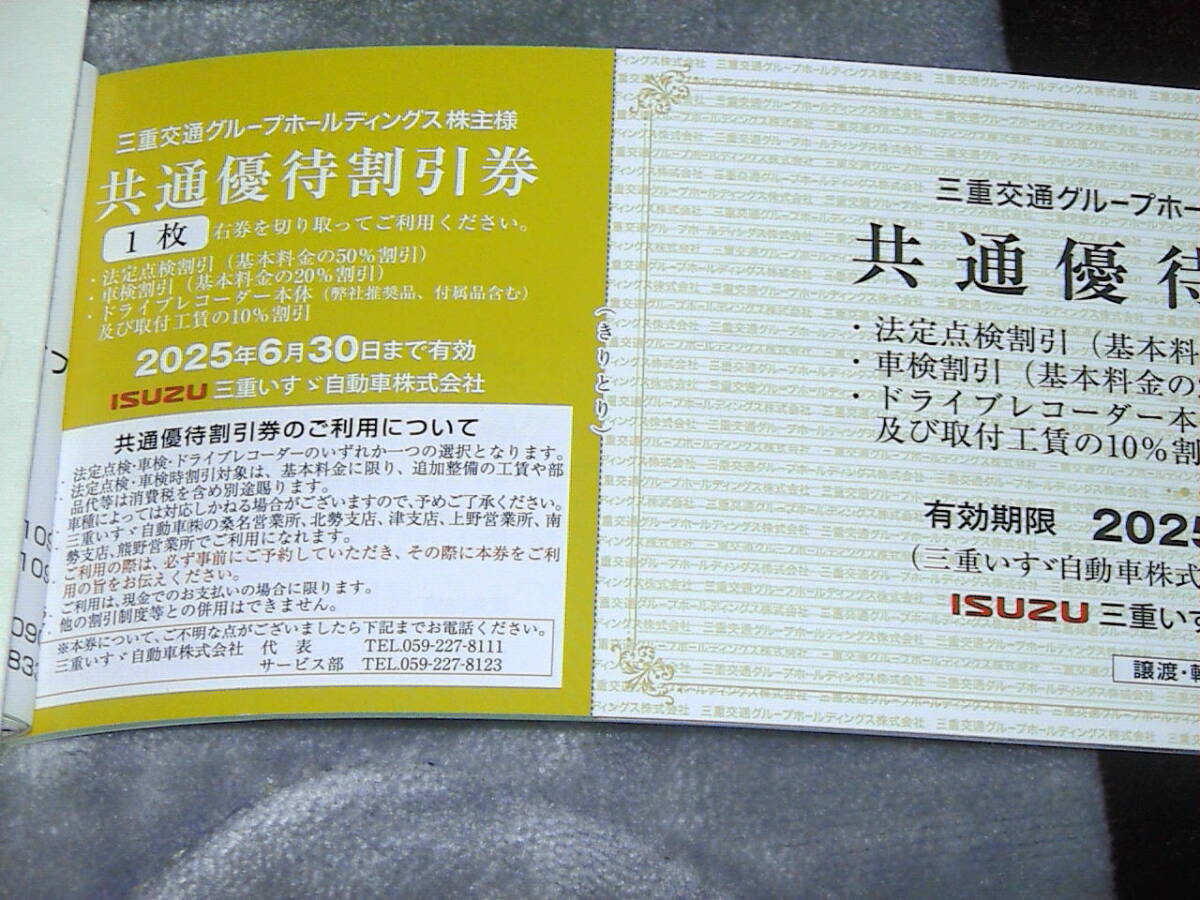 三重交通グループホールディングス株主様
共通優待割引券
1 枚 右券を切り取ってご利用ください。
・法定点検割引（基本料金の50%割引）
・車検割引（基本料金の20%割引）
・ドライブレコーダー本体（弊社推奨品、付属品含む）
及び取付工賃の10%割引
2025年6月30日まで有効
ISUZU 三重いすゞ自動車株式会社
共通優待割引券のご利用について
法定点検・車検・ドライブレコーダーのいずれか一つの選択となります。
法定点検・車検時割引対象は、基本料金に限り、追加整備の工賃や部
品代等は消費税を含め別途賜ります。
車種によっては対応しかねる場合がございますので、予めご了承ください。
三重いすゞ自動車㈱の桑名営業所、北勢支店、津支店、上野営業所、南
勢支店、熊野営業所でご利用になれます。
ご利用の際は、必ず事前にご予約していただき、その際に本券をご利
用の旨をお伝えください。
ご利用は、現金でのお支払いの場合に限ります。
他の割引制度等との併用はできません。
※本券について、ご不明な点がございましたら下記までお電話ください。
三重いすゞ自動車株式会社 代 表 TEL.059-227-8111
サービス部 TEL.059-227-8123
（きりとり）
三重交通グループホー
共通優待
・法定点検割引（基本料
・車検割引（基本料金の
・ドライブレコーダー本
及び取付工賃の10%割
有効期限 2025
（三重いすゞ自動車株式
ISUZU 三重いす
譲渡・